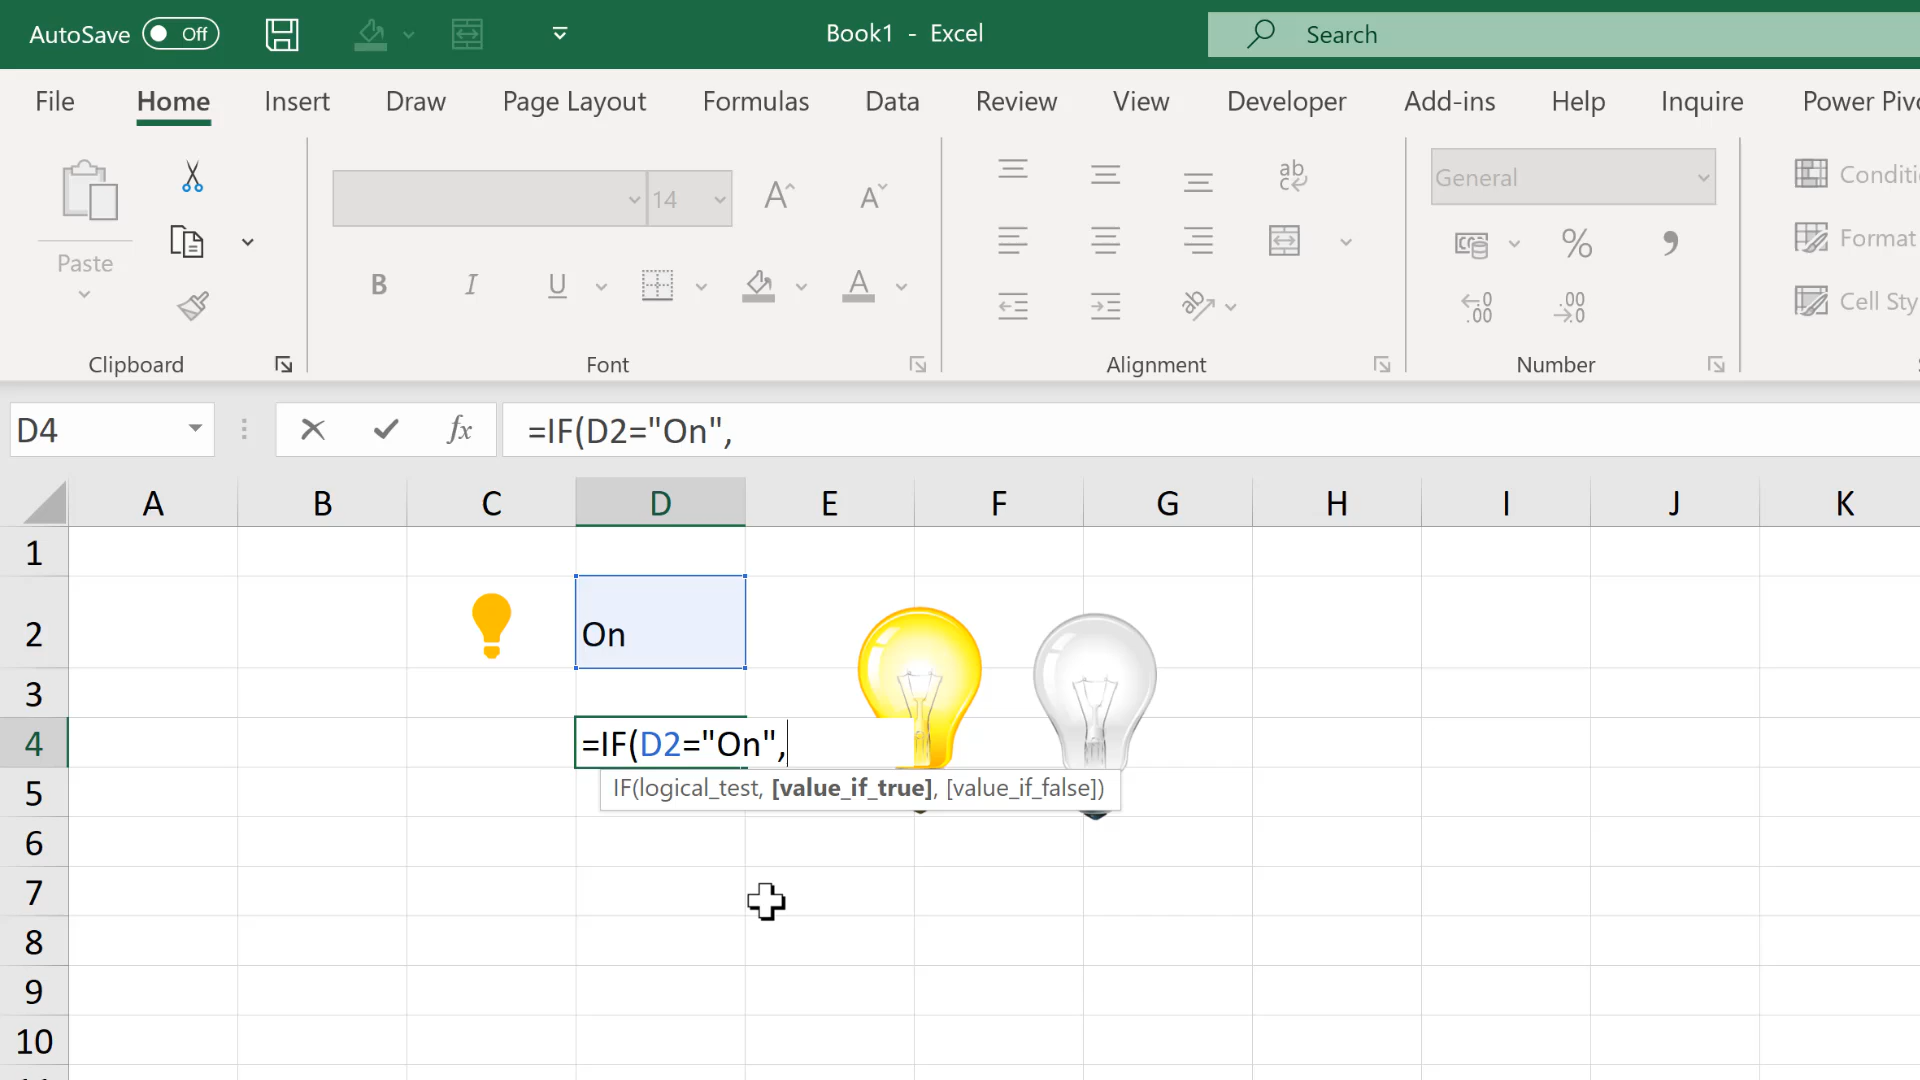 AutoSave Off Book1 - Excel Search
File Home Insert Draw Page Layout Formulas Data Review View Developer Add-ins Help Inquire Power Piv
14 A^ A˅ ab c General Conditi
Paste B I U A % , Format
.00 .00 0 Cell Sty
Clipboard Font Alignment Number
D4 fx =IF(D2="On",
A B C D E F G H I J K
1
2 On
3
4 =IF(D2="On",
IF(logical_test, [value_if_true], [value_if_false])
5
6
7
8
9
10